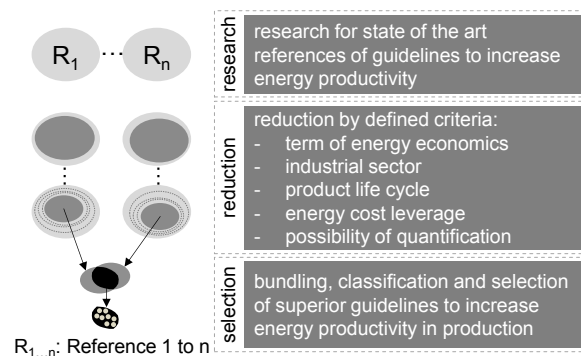 R1 ... Rn
research
research for state of the art
references of guidelines to increase
energy productivity
reduction
reduction by defined criteria:
- term of energy economics
- industrial sector
- product life cycle
- energy cost leverage
- possibility of quantification
selection
bundling, classification and selection
of superior guidelines to increase
energy productivity in production
R1...n: Reference 1 to n